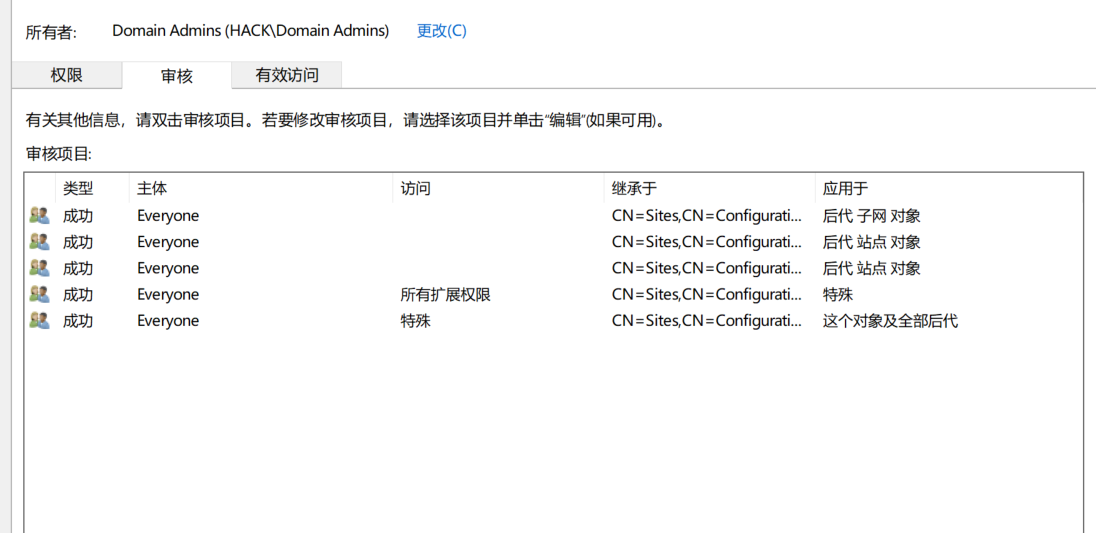 所有者: Domain Admins (HACK\Domain Admins) 更改(C)
权限 审核 有效访问
有关其他信息，请双击审核项目。若要修改审核项目，请选择该项目并单击“编辑”(如果可用)。
审核项目:
类型 主体 访问 继承于 应用于
成功 Everyone CN=Sites,CN=Configurati... 后代 子网 对象
成功 Everyone CN=Sites,CN=Configurati... 后代 站点 对象
成功 Everyone CN=Sites,CN=Configurati... 后代 站点 对象
成功 Everyone 所有扩展权限 CN=Sites,CN=Configurati... 特殊
成功 Everyone 特殊 CN=Sites,CN=Configurati... 这个对象及全部后代